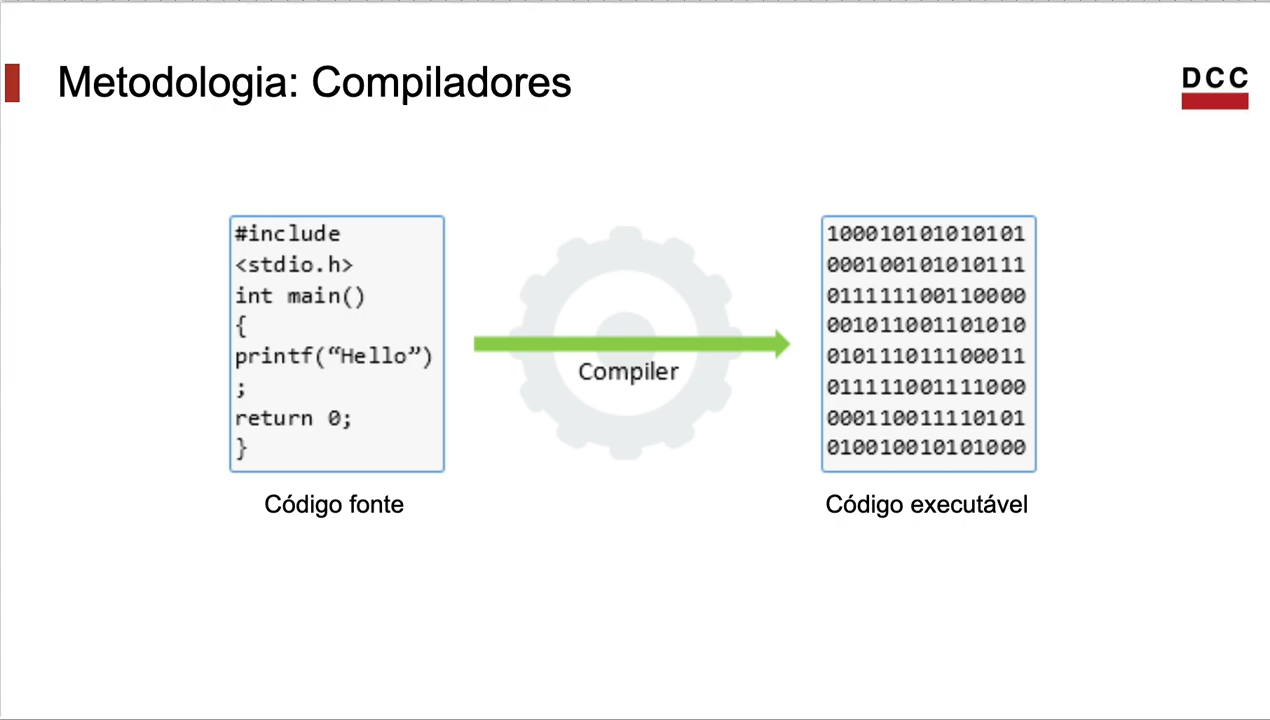 Metodologia: Compiladores
DCC
#include
<stdio.h>
int main()
{
printf(“Hello”)
;
return 0;
}
Código fonte
Compiler
100010101010101
000100101010111
011111100110000
001011001101010
010111011100011
011111001111000
000110011110101
010010010101000
Código executável